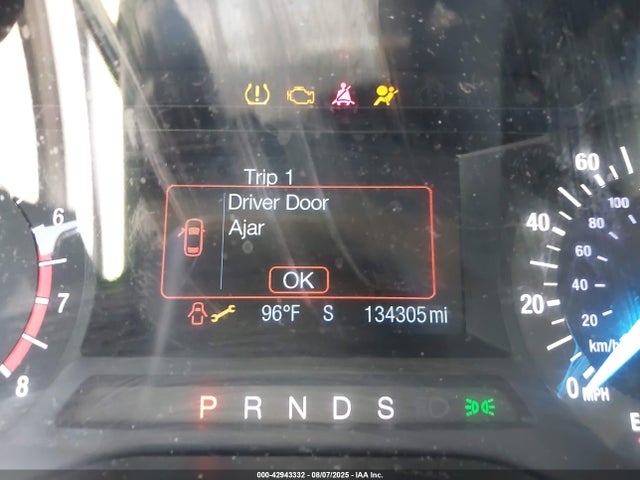 Trip 1
Driver Door
Ajar
OK
96°F S 134305 mi
P R N D S
6
7
8
60
40
20
0
MPH
100
80
60
40
20
km/h
E
000-42943332 - 08/07/2025 - Copyright © IAA, Inc.